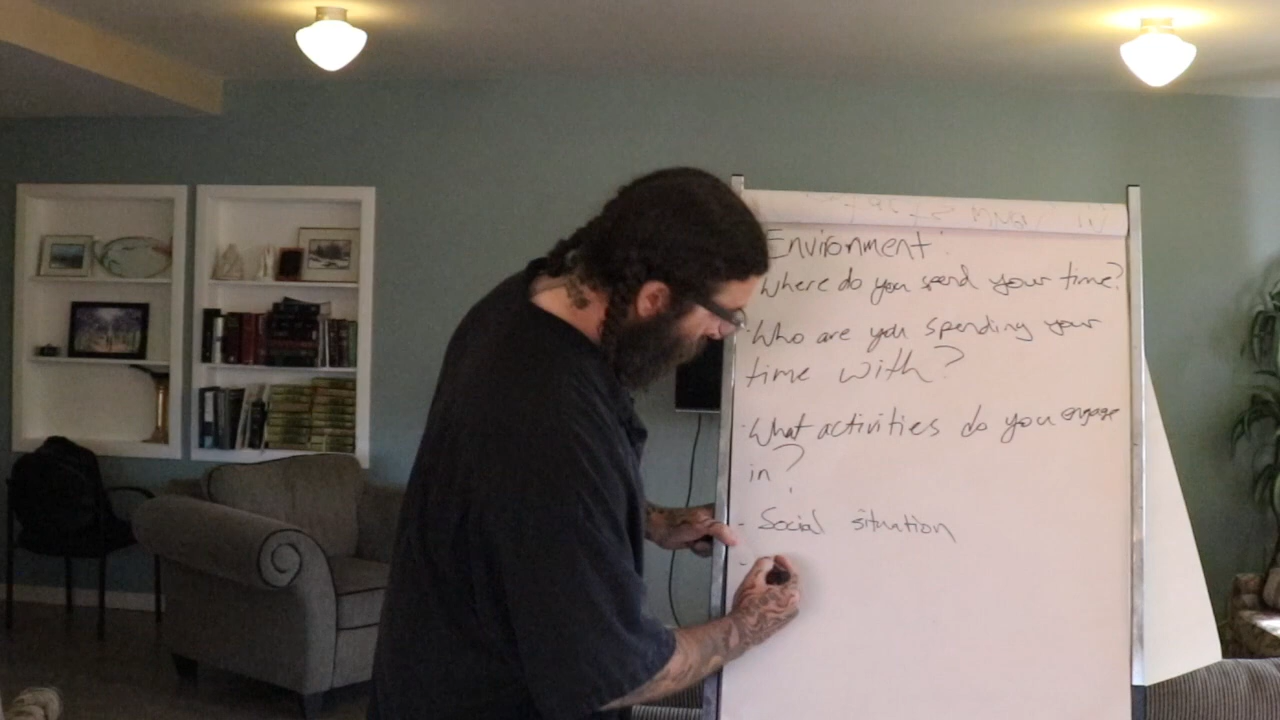 Environment:
Where do you spend your time?
· Who are you spending your
time with?
· What activities do you engage
in?
- Social situation
-